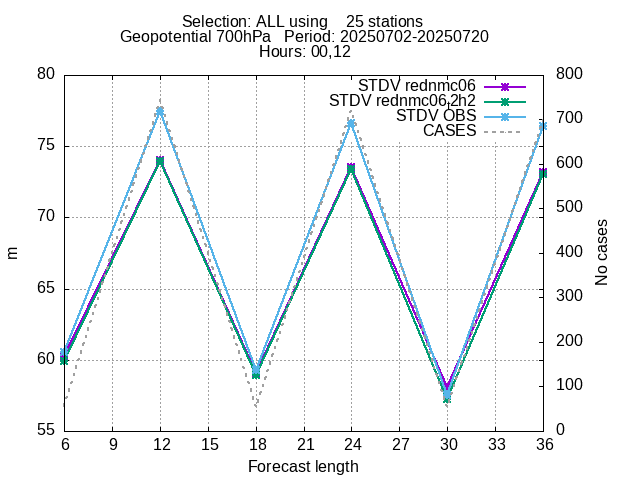 Selection: ALL using    25 stations
Geopotential 700hPa   Period: 20250702-20250720
Hours: 00,12
STDV rednmc06
STDV rednmc06,2h2
STDV OBS
CASES
80
75
70
65
60
55
m
800
700
600
500
400
300
200
100
0
No cases
6 9 12 15 18 21 24 27 30 33 36
Forecast length